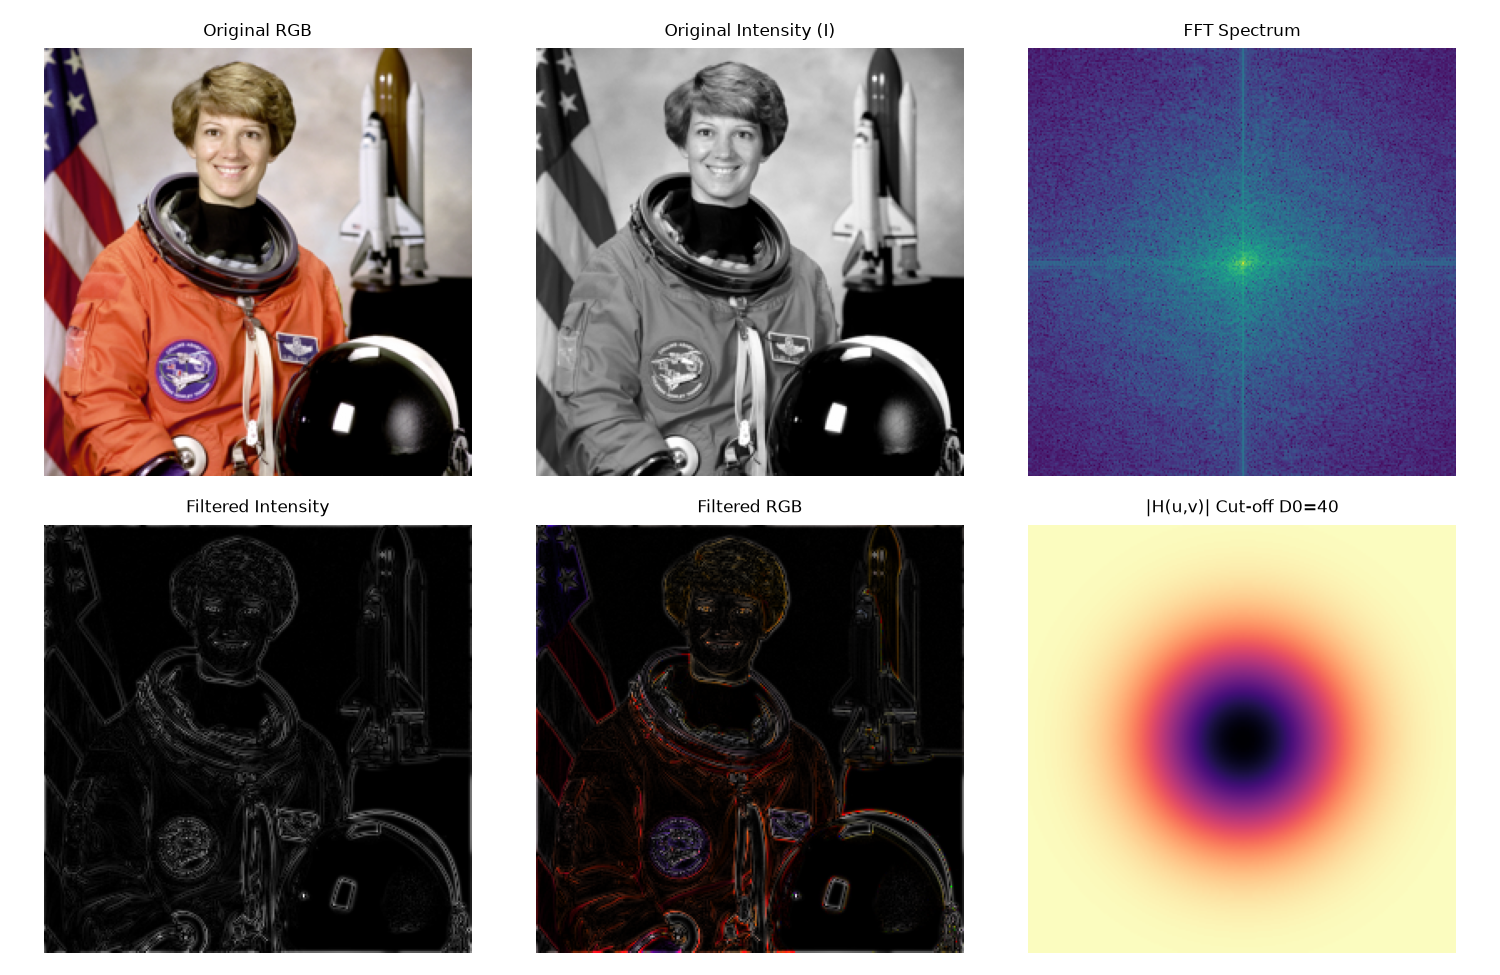 Original RGB
Original Intensity (I)
FFT Spectrum
Filtered Intensity
Filtered RGB
|H(u,v)| Cut-off D0=40